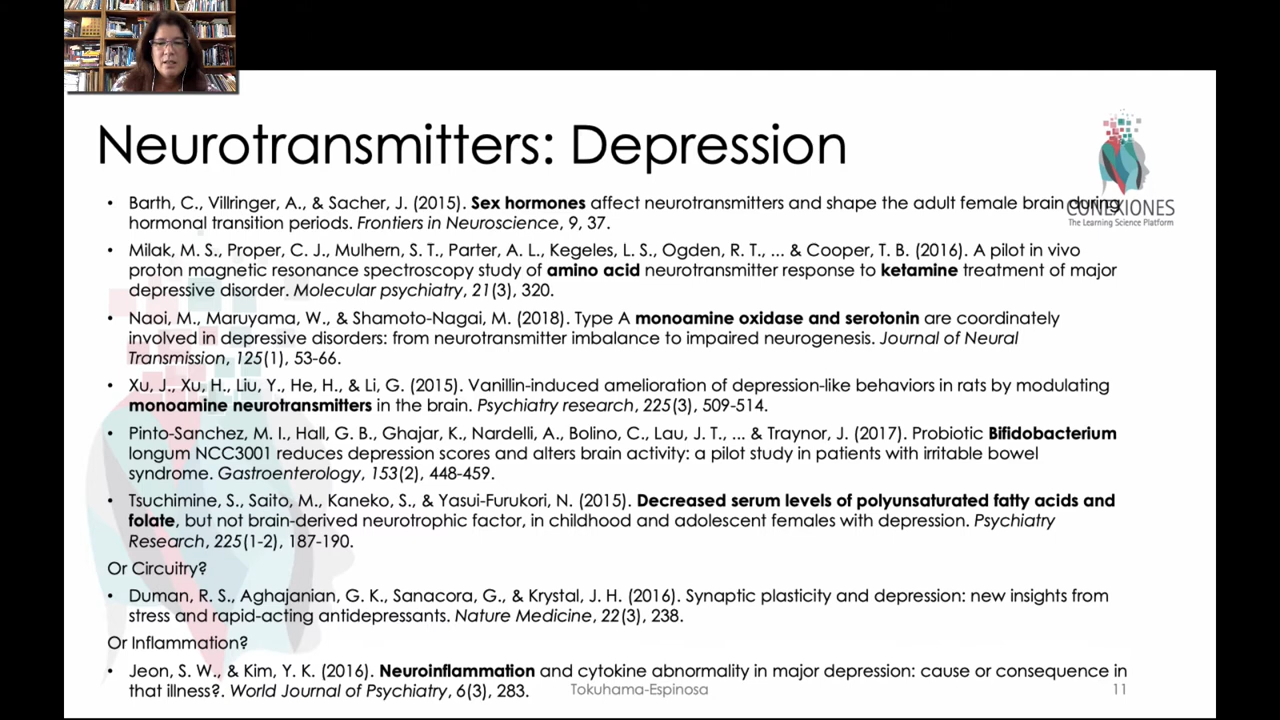 Neurotransmitters: Depression
• Barth, C., Villringer, A., & Sacher, J. (2015). Sex hormones affect neurotransmitters and shape the adult female brain during
hormonal transition periods. Frontiers in Neuroscience, 9, 37.
CONEXIONES
The Learning Science Platform
• Milak, M. S., Proper, C. J., Mulhern, S. T., Parter, A. L., Kegeles, L. S., Ogden, R. T., ... & Cooper, T. B. (2016). A pilot in vivo
proton magnetic resonance spectroscopy study of amino acid neurotransmitter response to ketamine treatment of major
depressive disorder. Molecular psychiatry, 21(3), 320.
• Naoi, M., Maruyama, W., & Shamoto-Nagai, M. (2018). Type A monoamine oxidase and serotonin are coordinately
involved in depressive disorders: from neurotransmitter imbalance to impaired neurogenesis. Journal of Neural
Transmission, 125(1), 53-66.
• Xu, J., Xu, H., Liu, Y., He, H., & Li, G. (2015). Vanillin-induced amelioration of depression-like behaviors in rats by modulating
monoamine neurotransmitters in the brain. Psychiatry research, 225(3), 509-514.
• Pinto-Sanchez, M. I., Hall, G. B., Ghajar, K., Nardelli, A., Bolino, C., Lau, J. T., ... & Traynor, J. (2017). Probiotic Bifidobacterium
longum NCC3001 reduces depression scores and alters brain activity: a pilot study in patients with irritable bowel
syndrome. Gastroenterology, 153(2), 448-459.
• Tsuchimine, S., Saito, M., Kaneko, S., & Yasui-Furukori, N. (2015). Decreased serum levels of polyunsaturated fatty acids and
folate, but not brain-derived neurotrophic factor, in childhood and adolescent females with depression. Psychiatry
Research, 225(1-2), 187-190.
Or Circuitry?
• Duman, R. S., Aghajanian, G. K., Sanacora, G., & Krystal, J. H. (2016). Synaptic plasticity and depression: new insights from
stress and rapid-acting antidepressants. Nature Medicine, 22(3), 238.
Or Inflammation?
• Jeon, S. W., & Kim, Y. K. (2016). Neuroinflammation and cytokine abnormality in major depression: cause or consequence in
that illness?. World Journal of Psychiatry, 6(3), 283.
Tokuhama-Espinosa
11